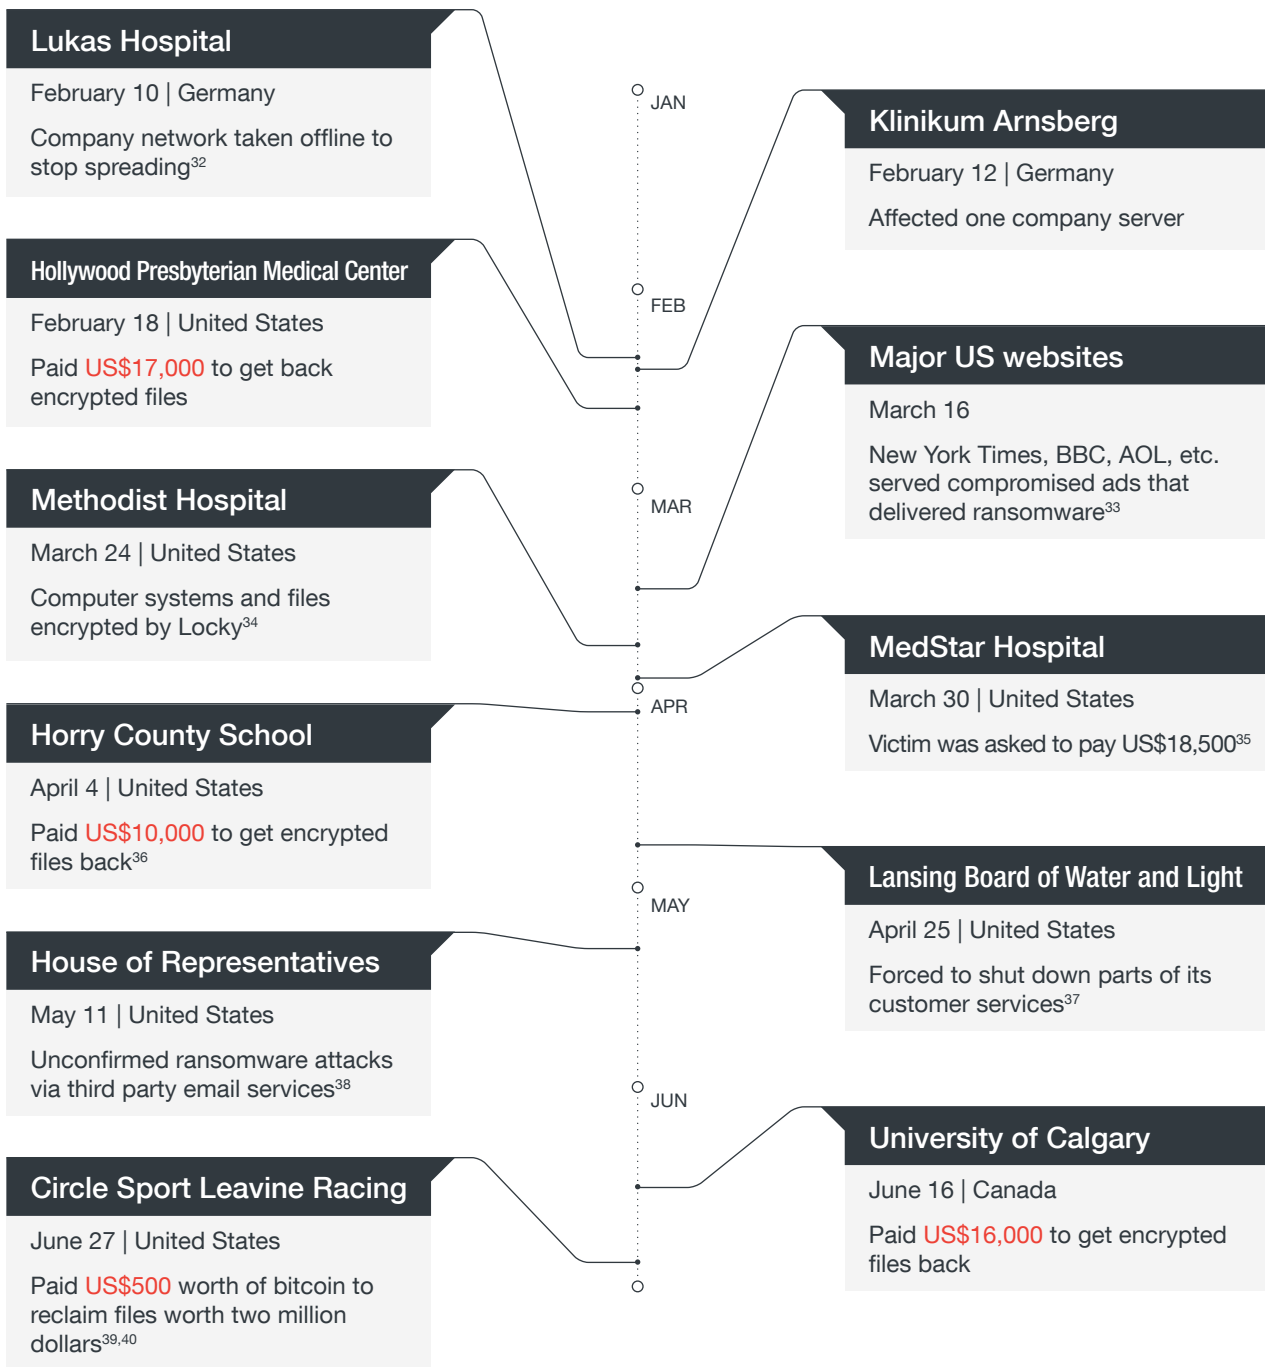 Lukas Hospital
February 10 | Germany
Company network taken offline to
stop spreading32
JAN
Klinikum Arnsberg
February 12 | Germany
Affected one company server
Hollywood Presbyterian Medical Center
February 18 | United States
Paid US$17,000 to get back
encrypted files
FEB
Major US websites
March 16
New York Times, BBC, AOL, etc.
served compromised ads that
delivered ransomware33
Methodist Hospital
March 24 | United States
Computer systems and files
encrypted by Locky34
MAR
MedStar Hospital
March 30 | United States
Victim was asked to pay US$18,50035
APR
Horry County School
April 4 | United States
Paid US$10,000 to get encrypted
files back36
Lansing Board of Water and Light
April 25 | United States
Forced to shut down parts of its
customer services37
MAY
House of Representatives
May 11 | United States
Unconfirmed ransomware attacks
via third party email services38
JUN
University of Calgary
June 16 | Canada
Paid US$16,000 to get encrypted
files back
Circle Sport Leavine Racing
June 27 | United States
Paid US$500 worth of bitcoin to
reclaim files worth two million
dollars39,40